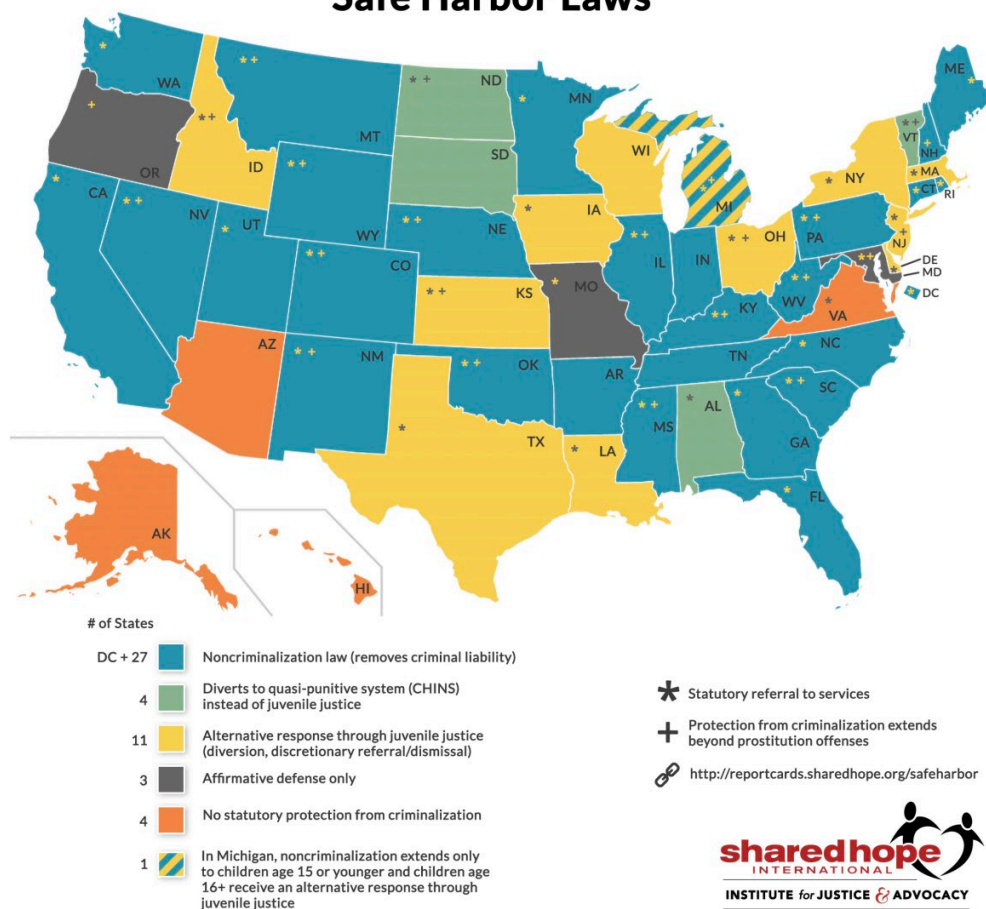 Safe Harbor Laws
WA
MT
ND
MN
ME
OR
ID
SD
WI
VT
NH
MA
NY
CT
RI
CA
NV
UT
WY
NE
IA
MI
CO
IL
IN
OH
PA
NJ
DE
MD
DC
KS
MO
KY
WV
VA
AZ
NM
OK
AR
TN
NC
SC
TX
LA
MS
AL
GA
FL
AK
HI
# of States
DC + 27 Noncriminalization law (removes criminal liability)
4 Diverts to quasi-punitive system (CHINS)
instead of juvenile justice
11 Alternative response through juvenile justice
(diversion, discretionary referral/dismissal)
3 Affirmative defense only
4 No statutory protection from criminalization
1 In Michigan, noncriminalization extends only
to children age 15 or younger and children age
16+ receive an alternative response through
juvenile justice
* Statutory referral to services
+ Protection from criminalization extends
beyond prostitution offenses
http://reportcards.sharedhope.org/safeharbor
sharedhope
INTERNATIONAL
INSTITUTE for JUSTICE & ADVOCACY